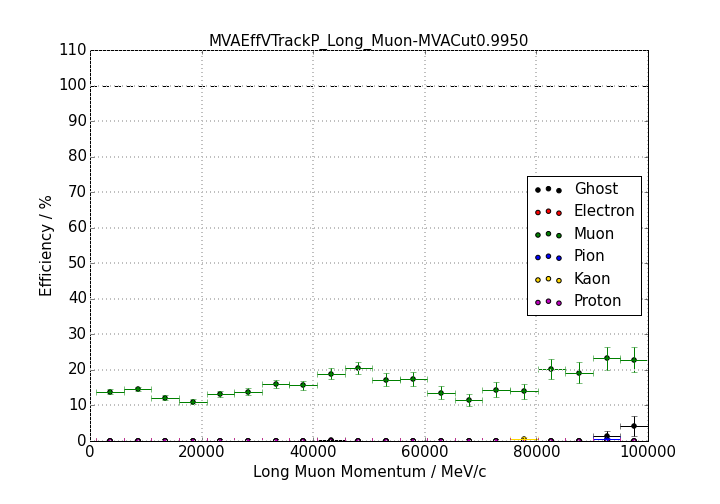 MVAEffVTrackP_Long_Muon-MVACut0.9950
110
100
90
80
70
60
50
40
30
20
10
0
Efficiency / %
Ghost
Electron
Muon
Pion
Kaon
Proton
0 20000 40000 60000 80000 100000
Long Muon Momentum / MeV/c